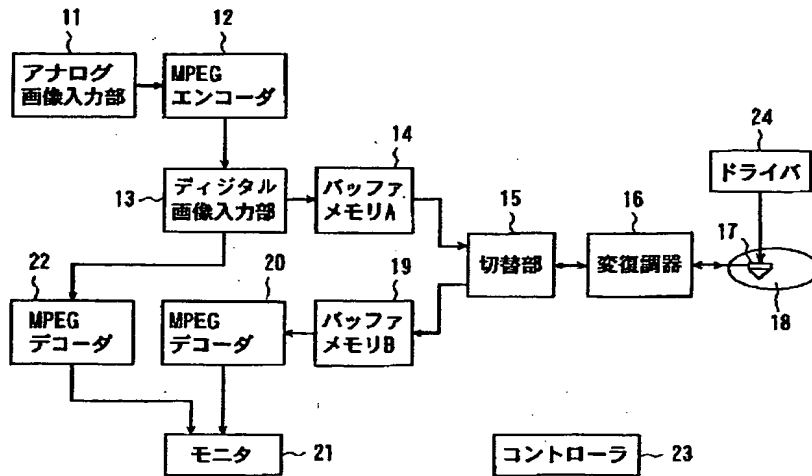 11
12
アナログ
画像入力部
MPEG
エンコーダ
14
24
13
ディジタル
画像入力部
バッファ
メモリA
15
16
ドライバ
17
切替部
変復調器
18
22
20
19
MPEG
デコーダ
MPEG
デコーダ
バッファ
メモリB
モニタ
21
コントローラ
23